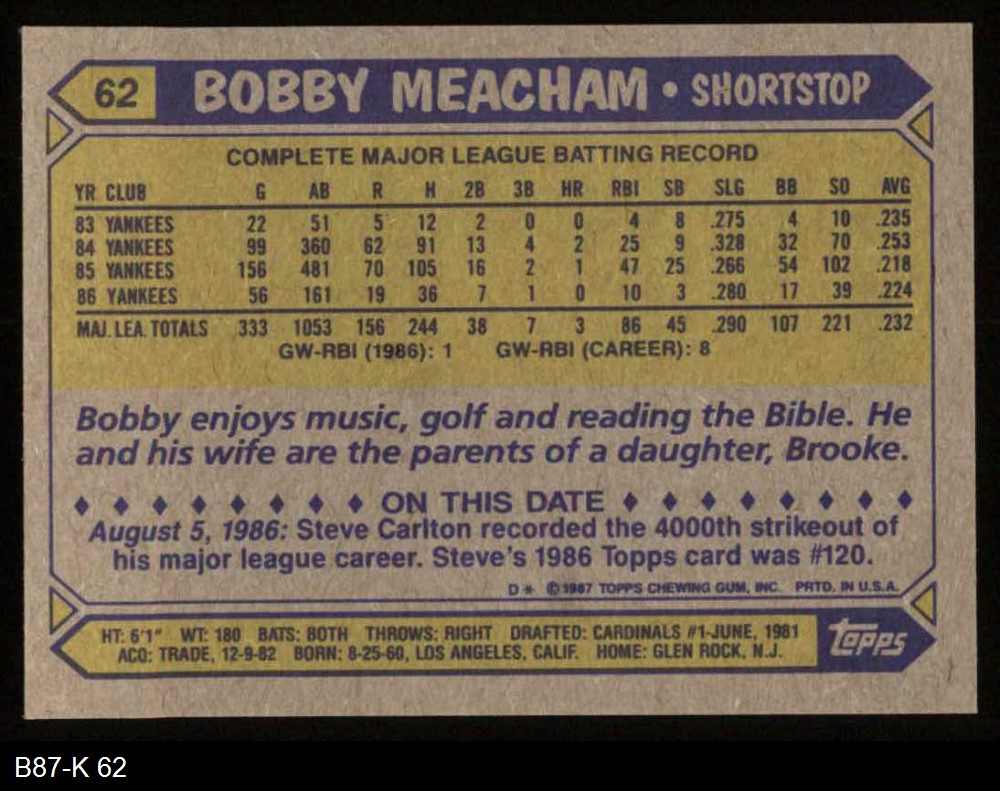 62 BOBBY MEACHAM • SHORTSTOP
COMPLETE MAJOR LEAGUE BATTING RECORD
YR CLUB G AB R H 2B 3B HR RBI SB SLG BB SO AVG
83 YANKEES 22 51 5 12 2 0 0 4 8 .275 4 10 .235
84 YANKEES 99 360 62 91 13 4 2 25 9 .328 32 70 .253
85 YANKEES 156 481 70 105 16 2 1 47 25 .266 54 102 .218
86 YANKEES 56 161 19 36 7 1 0 10 3 .280 17 39 .224
MAJ. LEA. TOTALS 333 1053 156 244 38 7 3 86 45 .290 107 221 .232
GW-RBI (1986): 1 GW-RBI (CAREER): 8
Bobby enjoys music, golf and reading the Bible. He
and his wife are the parents of a daughter, Brooke.
♦ ♦ ♦ ♦ ♦ ♦ ♦ ♦ ON THIS DATE ♦ ♦ ♦ ♦ ♦ ♦ ♦ ♦
August 5, 1986: Steve Carlton recorded the 4000th strikeout of
his major league career. Steve's 1986 Topps card was #120.
D* © 1987 TOPPS CHEWING GUM, INC. PRTD. IN U.S.A.
HT: 6'1" WT: 180 BATS: BOTH THROWS: RIGHT DRAFTED: CARDINALS #1-JUNE, 1981
ACQ: TRADE, 12-9-82 BORN: 8-25-60, LOS ANGELES, CALIF. HOME: GLEN ROCK, N.J.
topps
B87-K 62